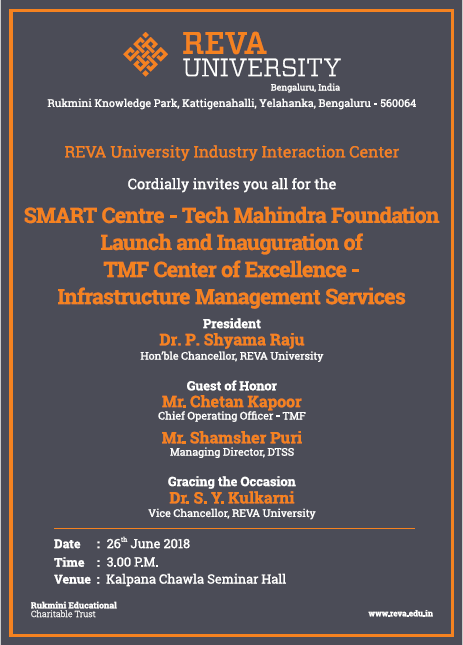 REVA
UNIVERSITY
Bengaluru, India
Rukmini Knowledge Park, Kattigenahalli, Yelahanka, Bengaluru - 560064
REVA University Industry Interaction Center
Cordially invites you all for the
SMART Centre - Tech Mahindra Foundation
Launch and Inauguration of
TMF Center of Excellence -
Infrastructure Management Services
President
Dr. P. Shyama Raju
Hon'ble Chancellor, REVA University
Guest of Honor
Mr. Chetan Kapoor
Chief Operating Officer - TMF
Mr. Shamsher Puri
Managing Director, DTSS
Gracing the Occasion
Dr. S. Y. Kulkarni
Vice Chancellor, REVA University
Date : 26th June 2018
Time : 3.00 P.M.
Venue : Kalpana Chawla Seminar Hall
Rukmini Educational
Charitable Trust
www.reva.edu.in